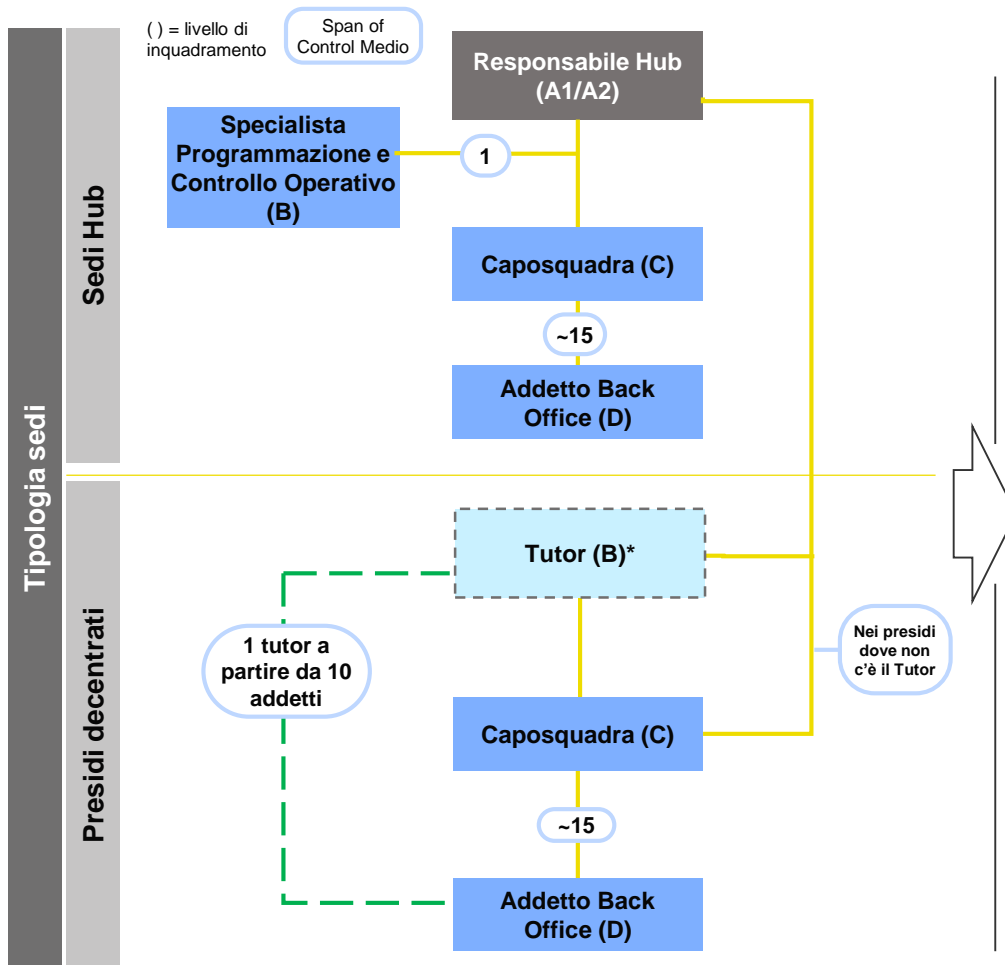 ( ) = livello di
inquadramento
Span of
Control Medio
Tipologia sedi
Sedi Hub
Responsabile Hub
(A1/A2)
Specialista
Programmazione e
Controllo Operativo
(B)
1
Caposquadra (C)
~15
Addetto Back
Office (D)
Presidi decentrati
Tutor (B)*
1 tutor a
partire da 10
addetti
Nei presidi
dove non
c'è il Tutor
Caposquadra (C)
~15
Addetto Back
Office (D)